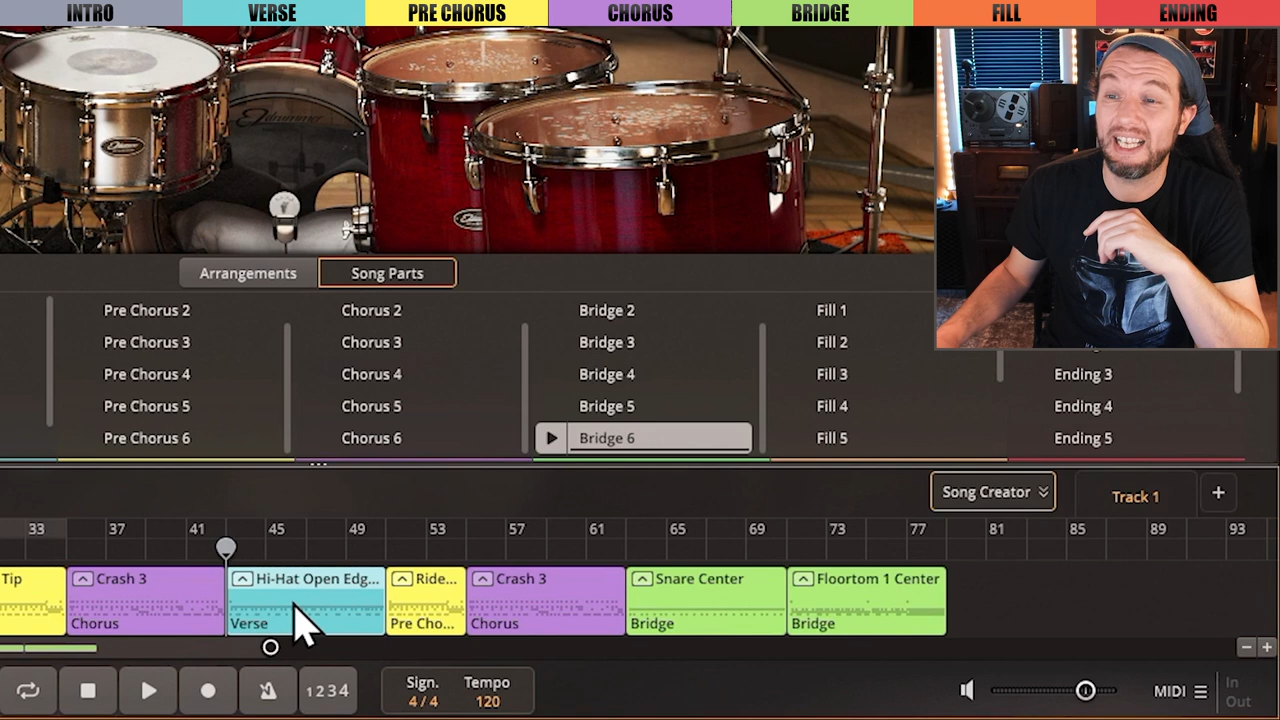 INTRO
VERSE
PRE CHORUS
CHORUS
BRIDGE
FILL
ENDING
Arrangements
Song Parts
Pre Chorus 2
Chorus 2
Bridge 2
Fill 1
Pre Chorus 3
Chorus 3
Bridge 3
Fill 2
Pre Chorus 4
Chorus 4
Bridge 4
Fill 3
Ending 3
Pre Chorus 5
Chorus 5
Bridge 5
Fill 4
Ending 4
Pre Chorus 6
Chorus 6
Bridge 6
Fill 5
Ending 5
Song Creator
Track 1
+
33 37 41 45 49 53 57 61 65 69 73 77 81 85 89 93
Tip
Crash 3
Hi-Hat Open Edg...
Ride...
Crash 3
Snare Center
Floortom 1 Center
Chorus
Verse
Pre Cho...
Chorus
Bridge
Bridge
1234
Sign.
4 / 4
Tempo
120
MIDI
In
Out